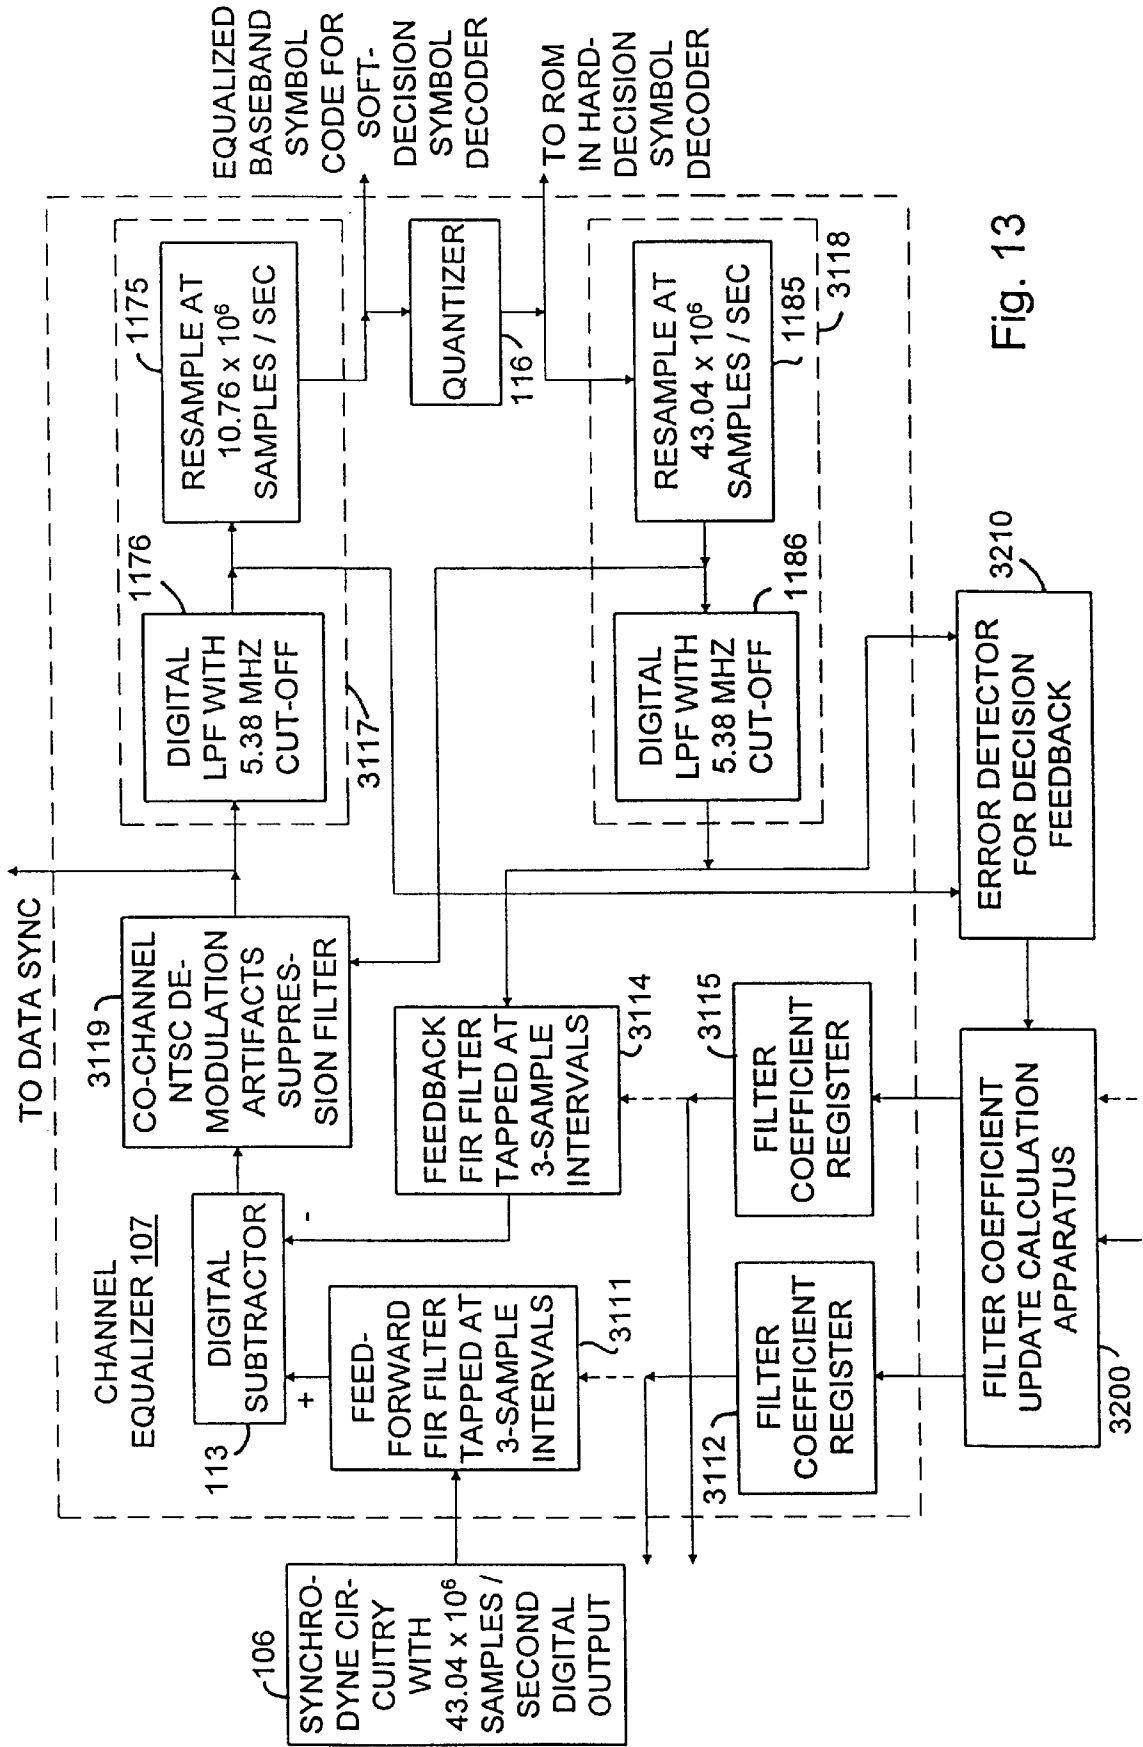 TO DATA SYNC
CHANNEL
EQUALIZER 107
106
SYNCHRO-
DYNE CIR-
CUITRY
WITH
43.04 x 10⁶
SAMPLES /
SECOND
DIGITAL
OUTPUT
113
DIGITAL
SUBTRACTOR
+
-
FEED-
FORWARD
FIR FILTER
TAPPED AT
3-SAMPLE
INTERVALS
3111
3119
CO-CHANNEL
NTSC DE-
MODULATION
ARTIFACTS
SUPPRES-
SION FILTER
FEEDBACK
FIR FILTER
TAPPED AT
3-SAMPLE
INTERVALS
3114
3112
FILTER
COEFFICIENT
REGISTER
3115
FILTER
COEFFICIENT
REGISTER
3200
FILTER COEFFICIENT
UPDATE CALCULATION
APPARATUS
3210
ERROR DETECTOR
FOR DECISION
FEEDBACK
1176
DIGITAL
LPF WITH
5.38 MHZ
CUT-OFF
3117
1175
RESAMPLE AT
10.76 x 10⁶
SAMPLES / SEC
QUANTIZER
116
1186
DIGITAL
LPF WITH
5.38 MHZ
CUT-OFF
RESAMPLE AT
43.04 x 10⁶
SAMPLES / SEC
1185
3118
EQUALIZED
BASEBAND
SYMBOL
CODE FOR
SOFT-
DECISION
SYMBOL
DECODER
TO ROM
IN HARD-
DECISION
SYMBOL
DECODER
Fig. 13